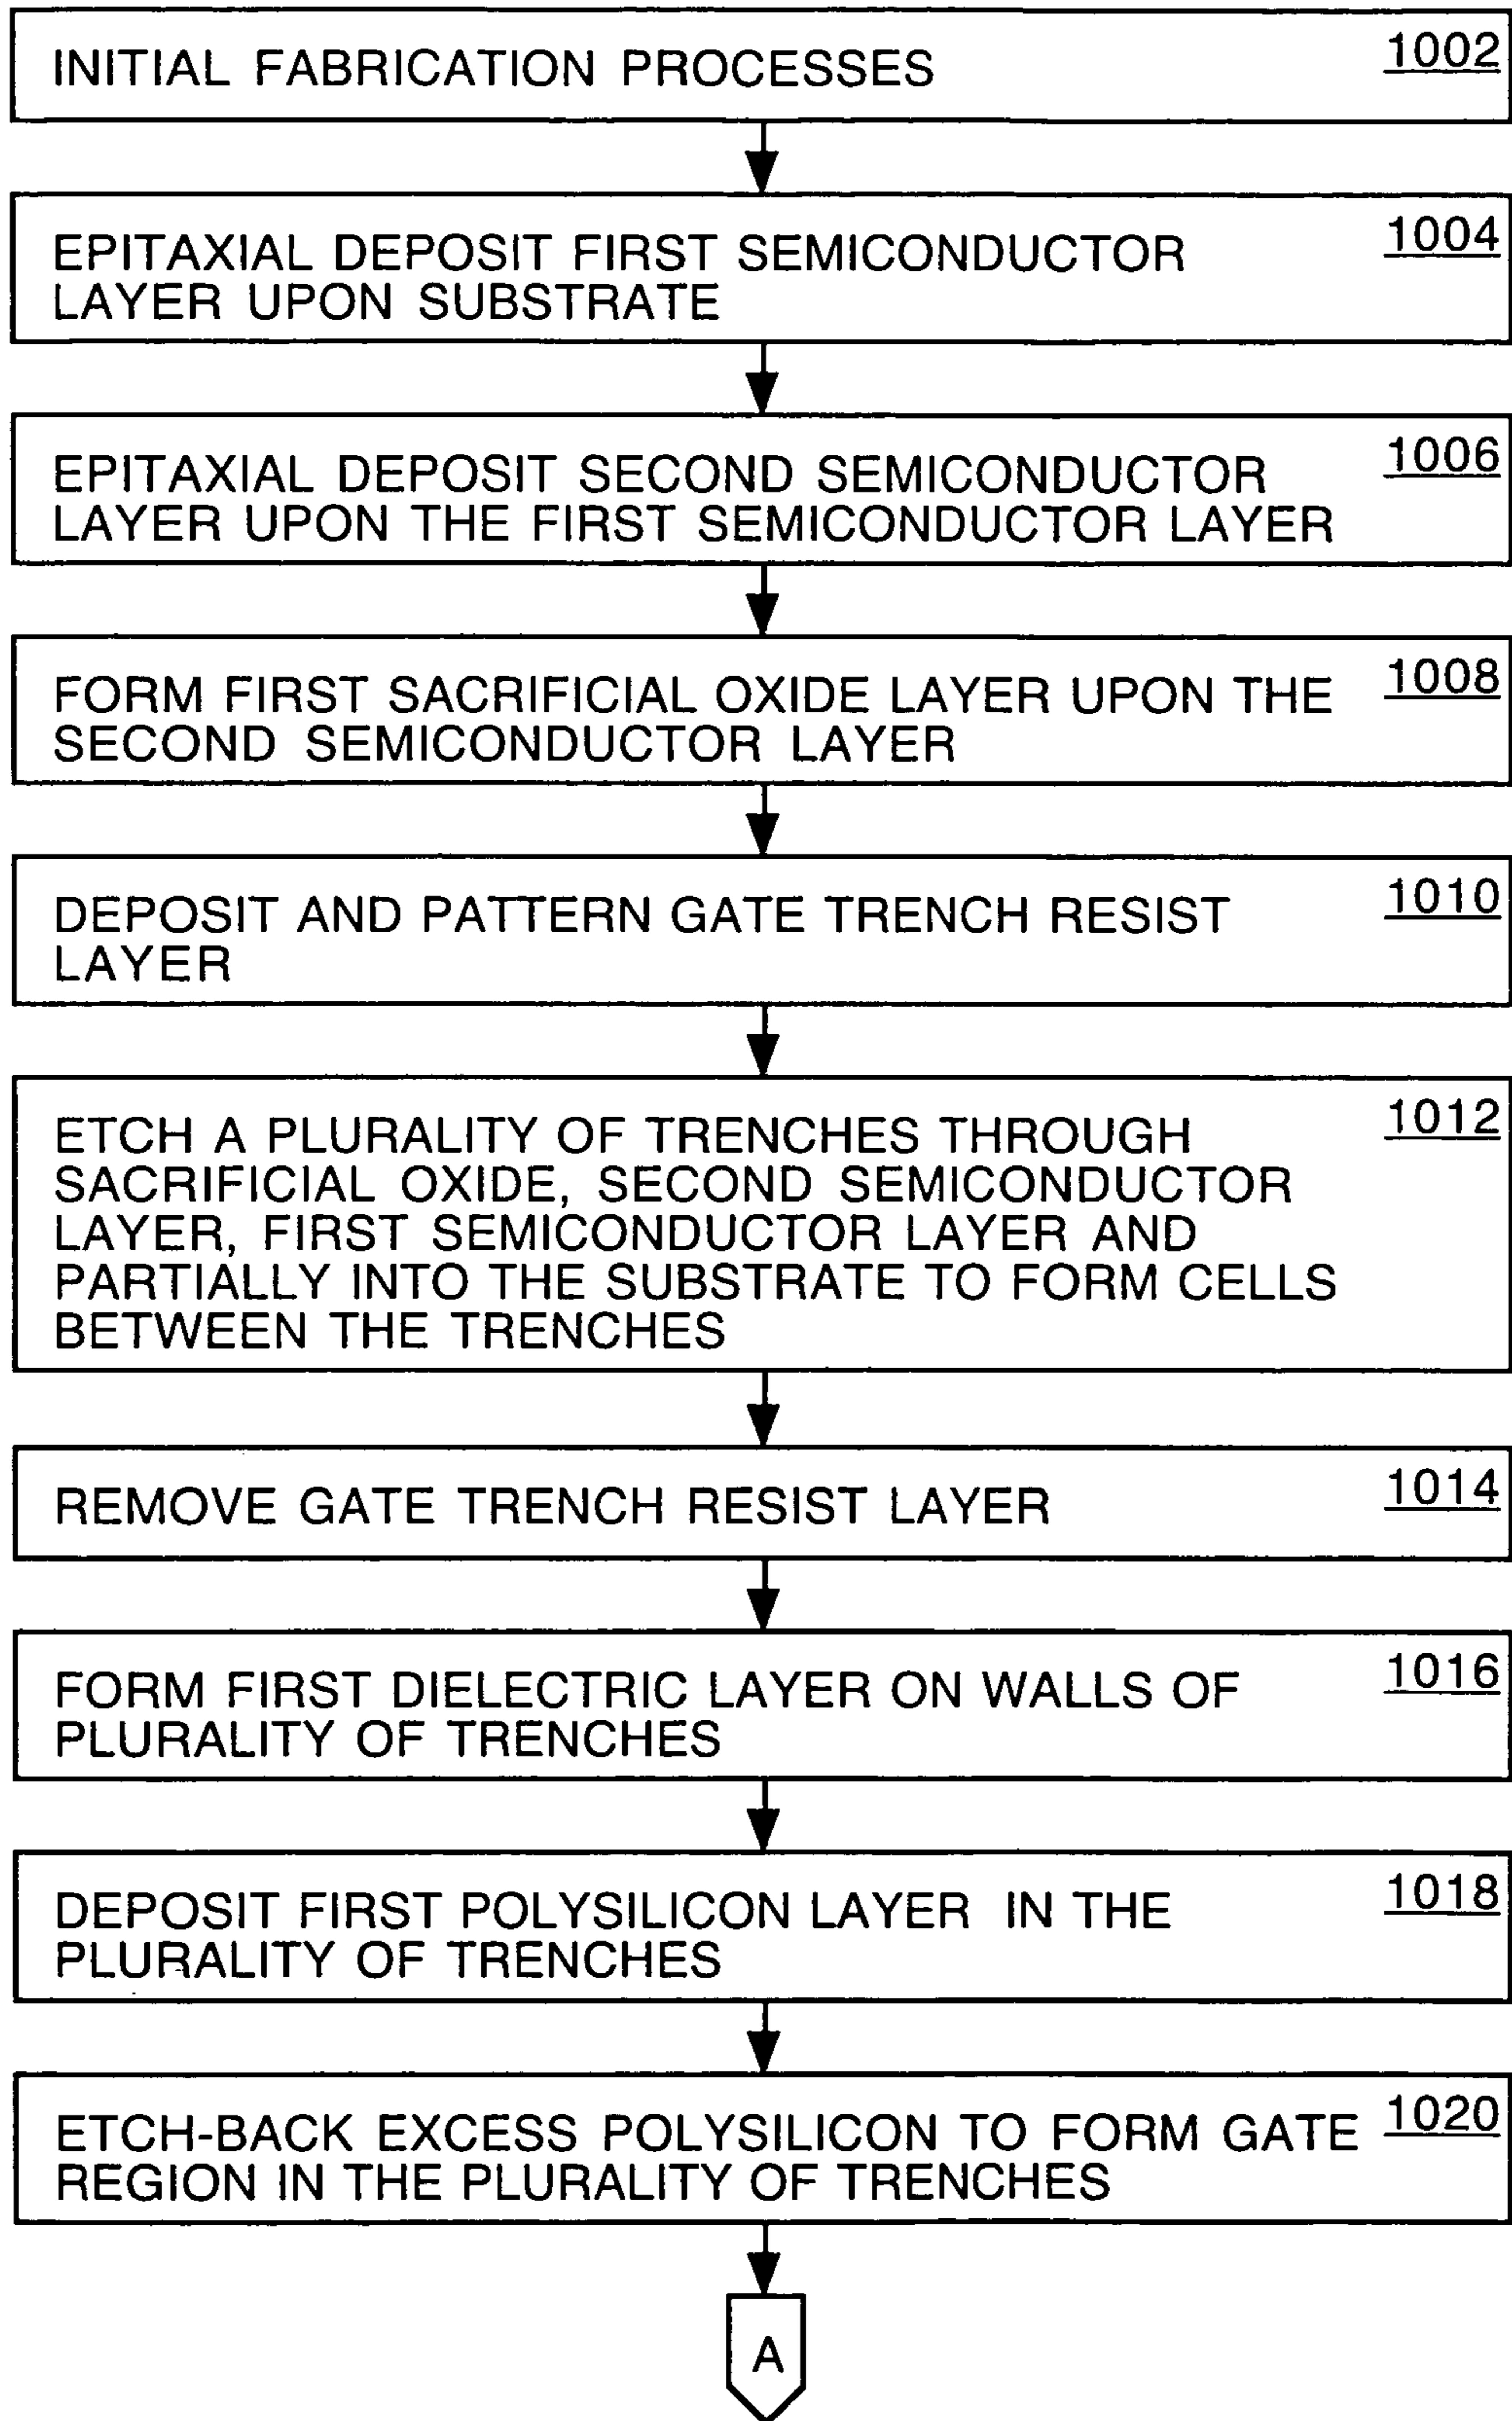 INITIAL FABRICATION PROCESSES 1002
EPITAXIAL DEPOSIT FIRST SEMICONDUCTOR 1004
LAYER UPON SUBSTRATE
EPITAXIAL DEPOSIT SECOND SEMICONDUCTOR 1006
LAYER UPON THE FIRST SEMICONDUCTOR LAYER
FORM FIRST SACRIFICIAL OXIDE LAYER UPON THE 1008
SECOND SEMICONDUCTOR LAYER
DEPOSIT AND PATTERN GATE TRENCH RESIST 1010
LAYER
ETCH A PLURALITY OF TRENCHES THROUGH 1012
SACRIFICIAL OXIDE, SECOND SEMICONDUCTOR
LAYER, FIRST SEMICONDUCTOR LAYER AND
PARTIALLY INTO THE SUBSTRATE TO FORM CELLS
BETWEEN THE TRENCHES
REMOVE GATE TRENCH RESIST LAYER 1014
FORM FIRST DIELECTRIC LAYER ON WALLS OF 1016
PLURALITY OF TRENCHES
DEPOSIT FIRST POLYSILICON LAYER IN THE 1018
PLURALITY OF TRENCHES
ETCH-BACK EXCESS POLYSILICON TO FORM GATE 1020
REGION IN THE PLURALITY OF TRENCHES
A